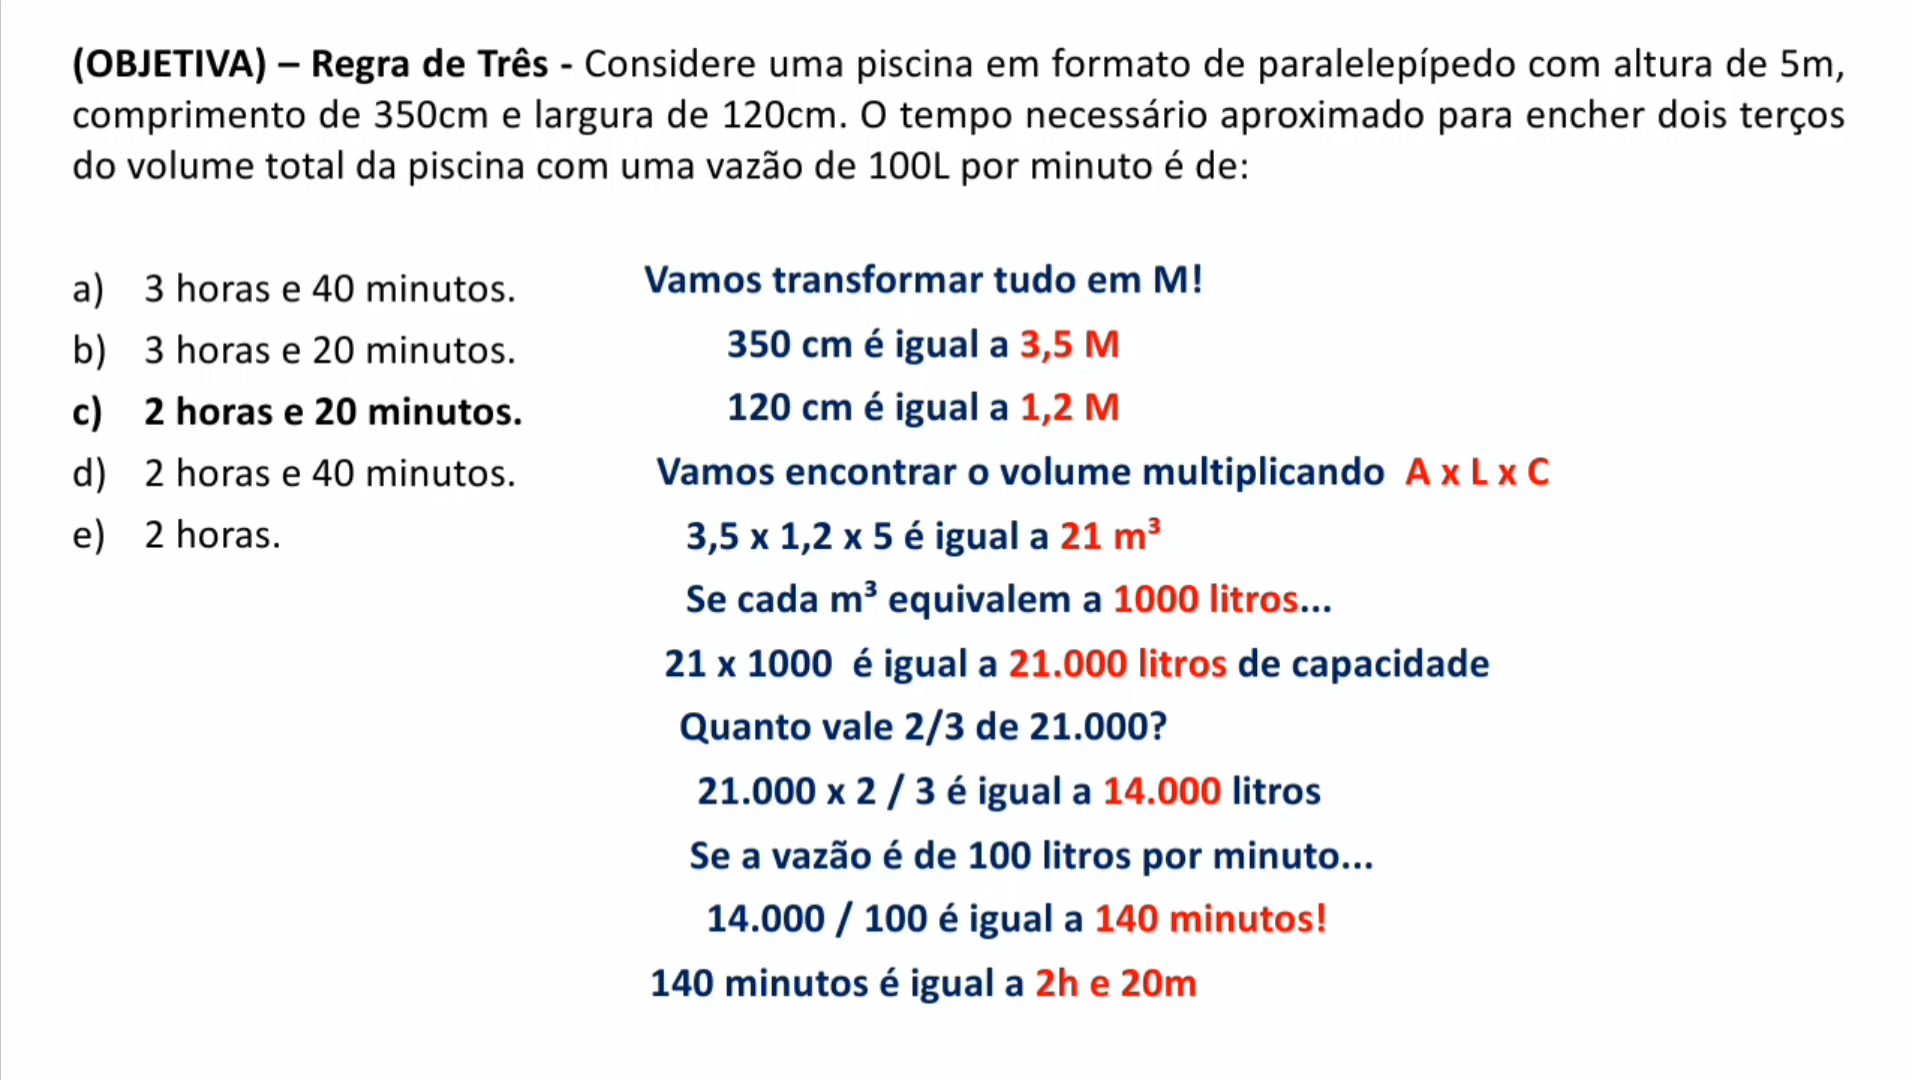 (OBJETIVA) – Regra de Três - Considere uma piscina em formato de paralelepípedo com altura de 5m,
comprimento de 350cm e largura de 120cm. O tempo necessário aproximado para encher dois terços
do volume total da piscina com uma vazão de 100L por minuto é de:
a) 3 horas e 40 minutos.
b) 3 horas e 20 minutos.
c) 2 horas e 20 minutos.
d) 2 horas e 40 minutos.
e) 2 horas.
Vamos transformar tudo em M!
350 cm é igual a 3,5 M
120 cm é igual a 1,2 M
Vamos encontrar o volume multiplicando A x L x C
3,5 x 1,2 x 5 é igual a 21 m³
Se cada m³ equivalem a 1000 litros...
21 x 1000 é igual a 21.000 litros de capacidade
Quanto vale 2/3 de 21.000?
21.000 x 2 / 3 é igual a 14.000 litros
Se a vazão é de 100 litros por minuto...
14.000 / 100 é igual a 140 minutos!
140 minutos é igual a 2h e 20m